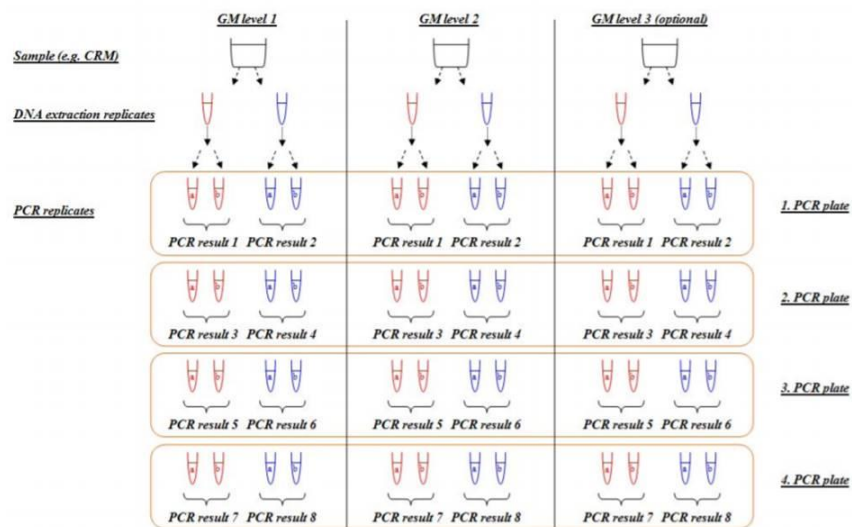 GM level 1 GM level 2 GM level 3 (optional)
Sample (e.g. CRM)
DNA extraction replicates
a b a b a b a b a b a b
PCR replicates
1. PCR plate
PCR result 1 PCR result 2 PCR result 1 PCR result 2 PCR result 1 PCR result 2
a b a b a b a b a b a b
2. PCR plate
PCR result 3 PCR result 4 PCR result 3 PCR result 4 PCR result 3 PCR result 4
a b a b a b a b a b a b
3. PCR plate
PCR result 5 PCR result 6 PCR result 5 PCR result 6 PCR result 5 PCR result 6
a b a b a b a b a b a b
4. PCR plate
PCR result 7 PCR result 8 PCR result 7 PCR result 8 PCR result 7 PCR result 8